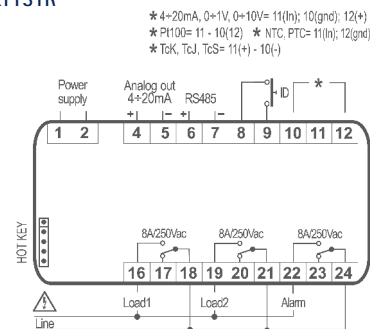 * 4÷20mA, 0÷1V, 0÷10V= 11(In); 10(gnd); 12(+)
* Pt100= 11 - 10(12) * NTC, PTC= 11(In); 12(gnd)
* TcK, TcJ, TcS= 11(+) - 10(-)
Power supply
Analog out 4÷20mA
RS485
ID
*
+ - + -
1 2 4 5 6 7 8 9 10 11 12
HOT KEY
8A/250Vac 8A/250Vac 8A/250Vac
16 17 18 19 20 21 22 23 24
Load1 Load2 Alarm
Line